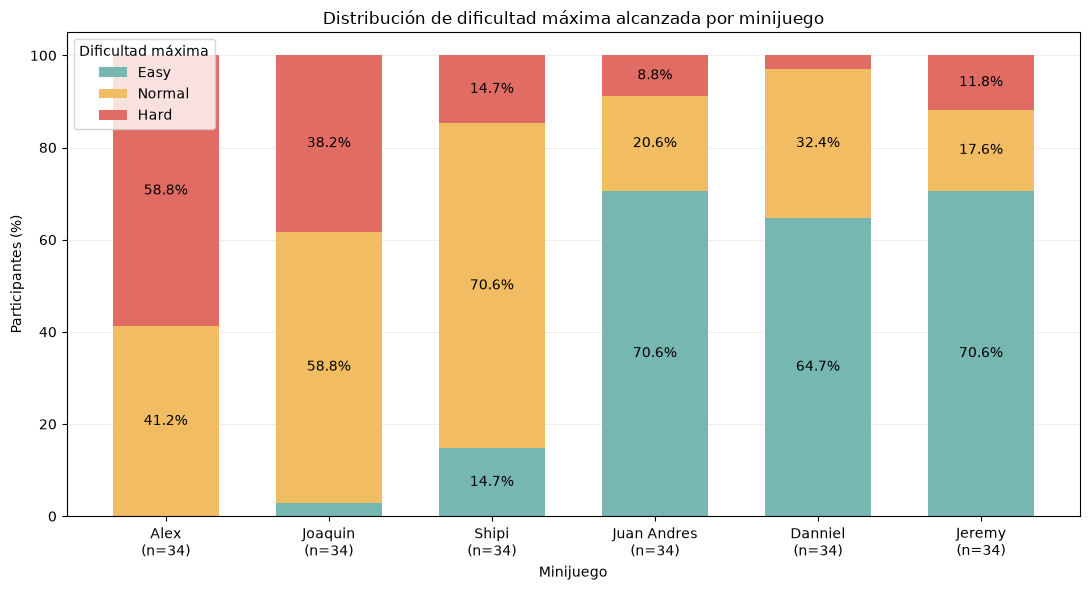 Distribución de dificultad máxima alcanzada por minijuego
Dificultad máxima
Easy
Normal
Hard
Participantes (%)
100
80
60
40
20
0
58.8%
41.2%
38.2%
58.8%
14.7%
70.6%
14.7%
8.8%
20.6%
70.6%
32.4%
64.7%
11.8%
17.6%
70.6%
Alex
(n=34)
Joaquin
(n=34)
Shipi
(n=34)
Juan Andres
(n=34)
Danniel
(n=34)
Jeremy
(n=34)
Minijuego